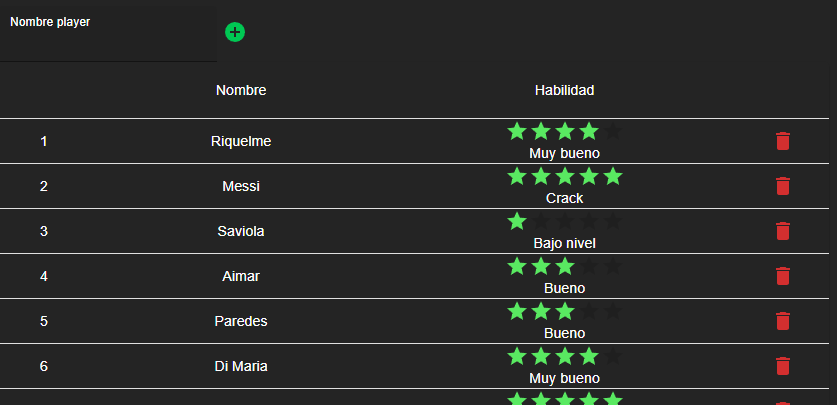 Nombre player
Nombre Habilidad
1 Riquelme Muy bueno
2 Messi Crack
3 Saviola Bajo nivel
4 Aimar Bueno
5 Paredes Bueno
6 Di Maria Muy bueno